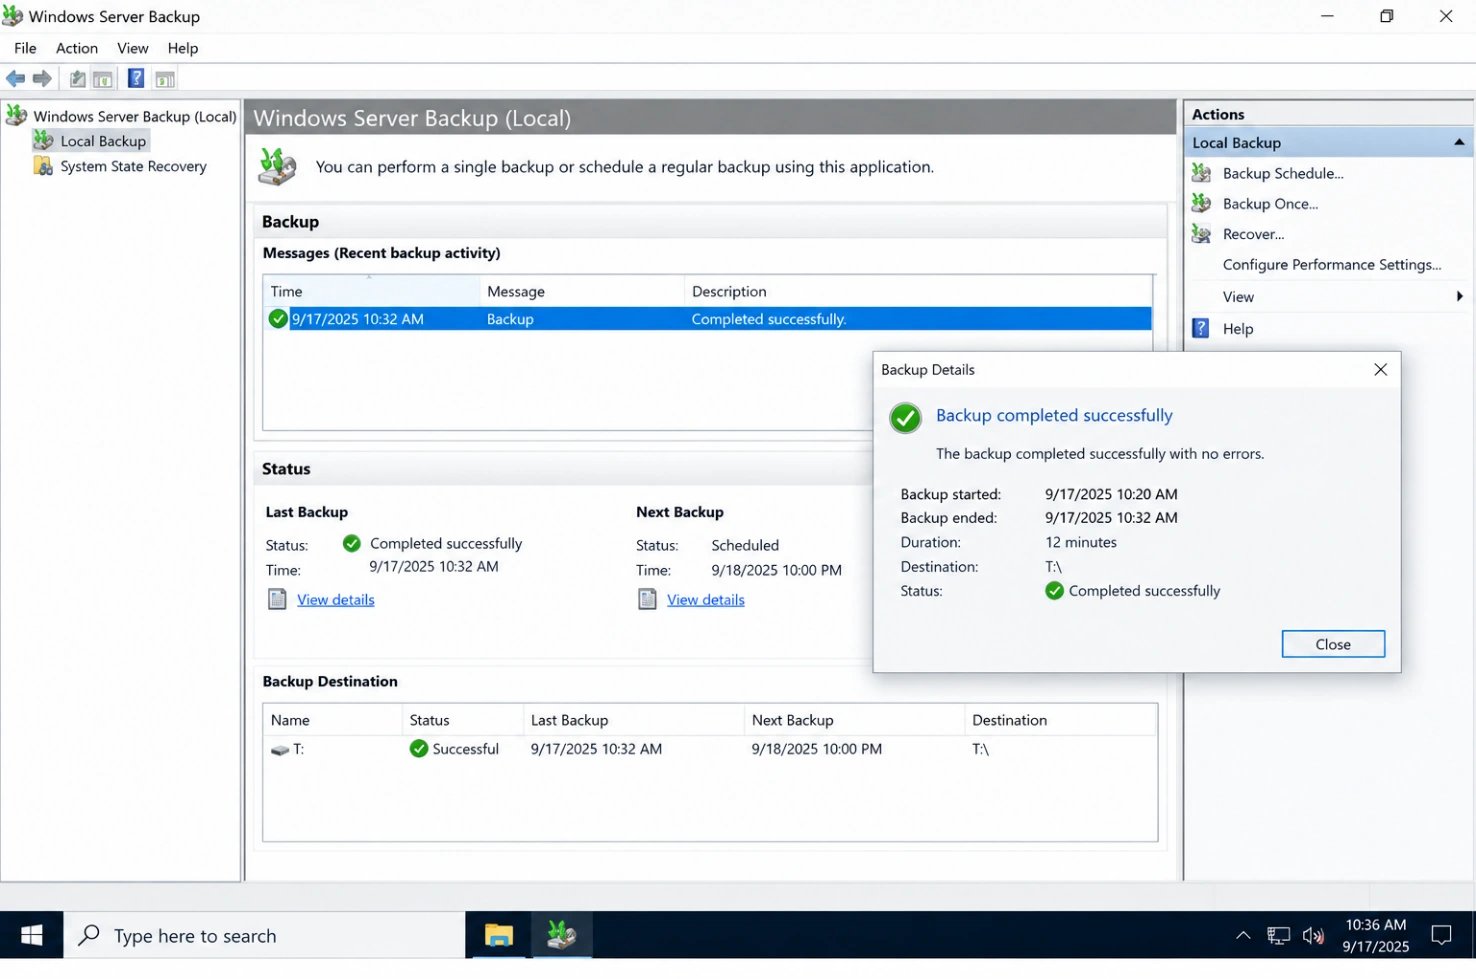 Windows Server Backup
File Action View Help
Windows Server Backup (Local)
Local Backup
System State Recovery
Windows Server Backup (Local)
You can perform a single backup or schedule a regular backup using this application.
Backup
Messages (Recent backup activity)
Time Message Description
9/17/2025 10:32 AM Backup Completed successfully.
Status
Last Backup
Status: Completed successfully
Time: 9/17/2025 10:32 AM
View details
Next Backup
Status: Scheduled
Time: 9/18/2025 10:00 PM
View details
Backup Destination
Name Status Last Backup Next Backup Destination
T: Successful 9/17/2025 10:32 AM 9/18/2025 10:00 PM T:\
Actions
Local Backup
Backup Schedule...
Backup Once...
Recover...
Configure Performance Settings...
View
? Help
Backup Details
Backup completed successfully
The backup completed successfully with no errors.
Backup started: 9/17/2025 10:20 AM
Backup ended: 9/17/2025 10:32 AM
Duration: 12 minutes
Destination: T:\
Status: Completed successfully
Close
Type here to search
10:36 AM
9/17/2025